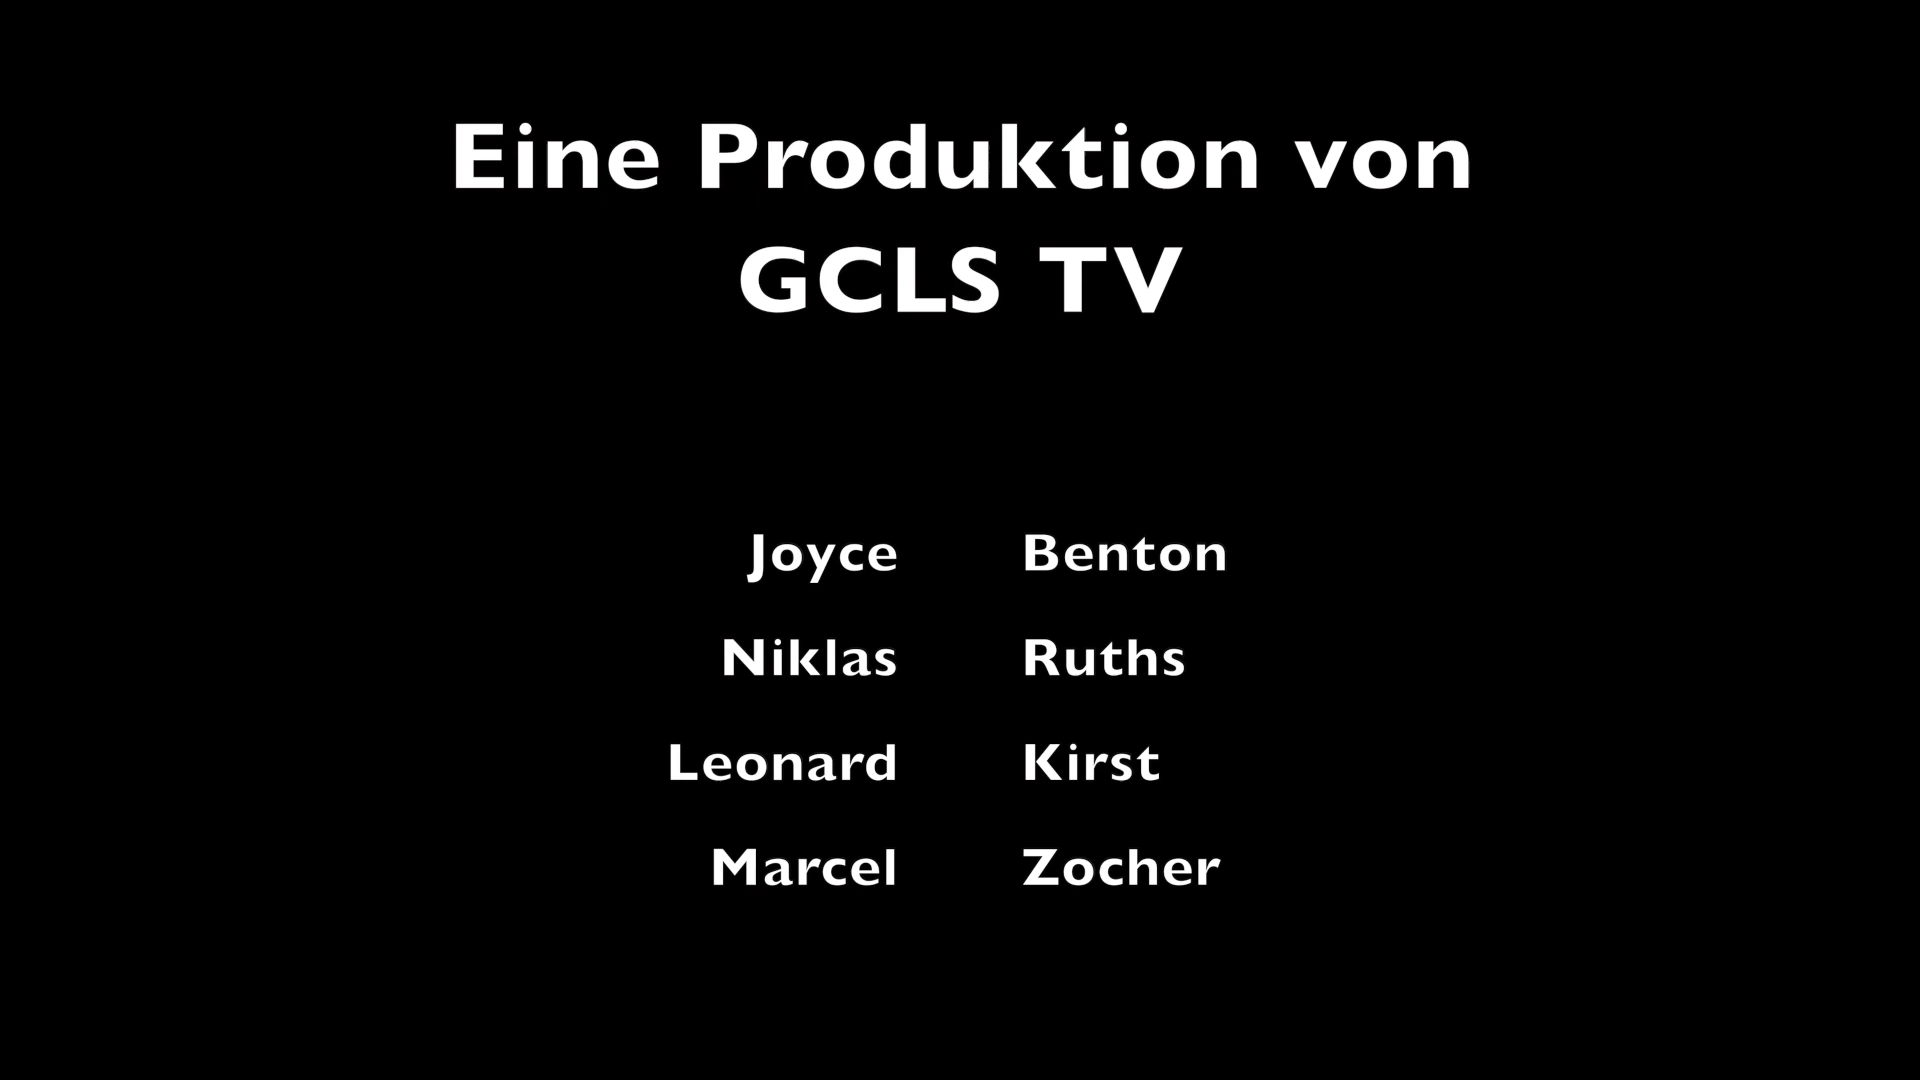 Eine Produktion von
GCLS TV
Joyce Benton
Niklas Ruths
Leonard Kirst
Marcel Zocher